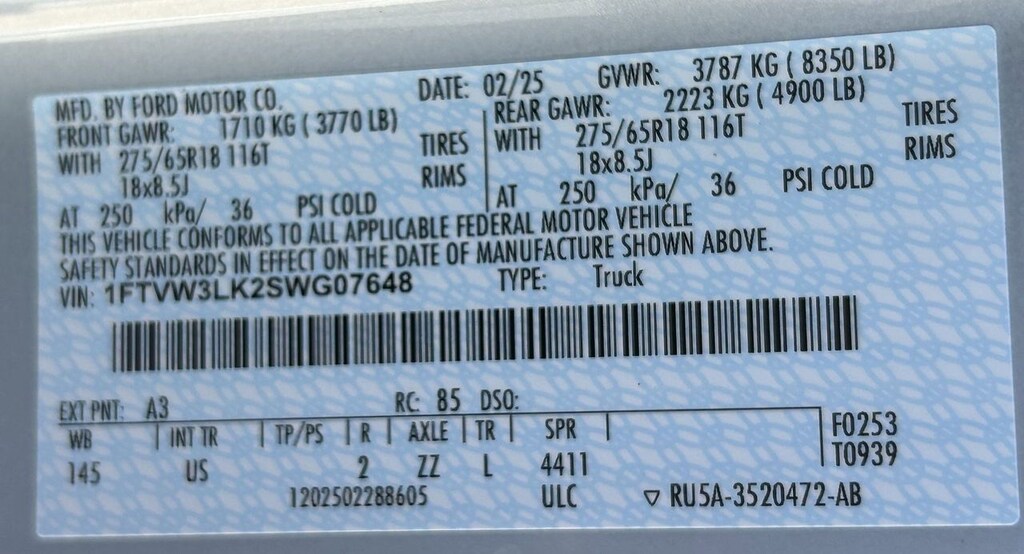 MFD. BY FORD MOTOR CO. DATE: 02/25 GVWR: 3787 KG ( 8350 LB)
FRONT GAWR: 1710 KG ( 3770 LB) REAR GAWR: 2223 KG ( 4900 LB)
WITH 275/65R18 116T TIRES WITH 275/65R18 116T TIRES
18x8.5J RIMS 18x8.5J RIMS
AT 250 kPa/ 36 PSI COLD AT 250 kPa/ 36 PSI COLD
THIS VEHICLE CONFORMS TO ALL APPLICABLE FEDERAL MOTOR VEHICLE
SAFETY STANDARDS IN EFFECT ON THE DATE OF MANUFACTURE SHOWN ABOVE.
VIN: 1FTVW3LK2SWG07648 TYPE: Truck
EXT PNT: A3 RC: 85 DSO:
WB INT TR TP/PS R AXLE TR SPR F0253
145 US 2 ZZ L 4411 T0939
1202502288605 ULC ▽ RU5A-3520472-AB